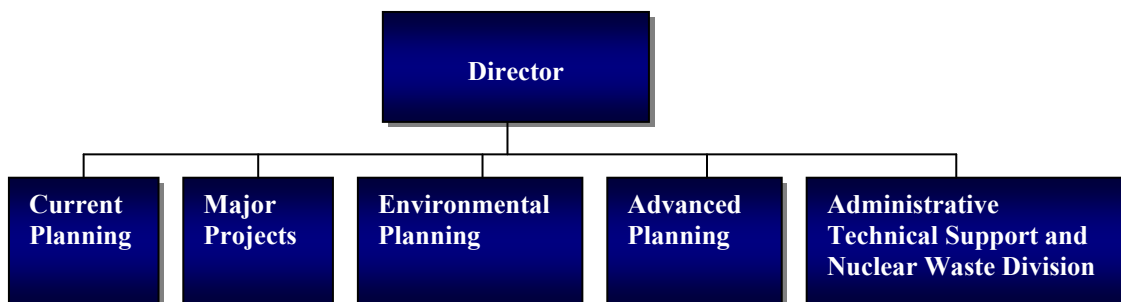 Director
Current
Planning
Major
Projects
Environmental
Planning
Advanced
Planning
Administrative
Technical Support and
Nuclear Waste Division